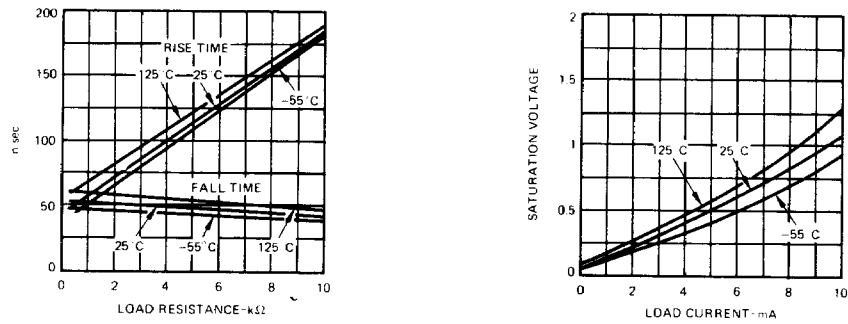 200
150
100
50
0
n sec
RISE TIME
125°C
25°C
-55°C
FALL TIME
25°C
-55°C
125 C
0 2 4 6 8 10
LOAD RESISTANCE-kΩ
2
1.5
1
0.5
0
SATURATION VOLTAGE
125 C
25 C
-55 C
0 2 4 6 8 10
LOAD CURRENT-mA